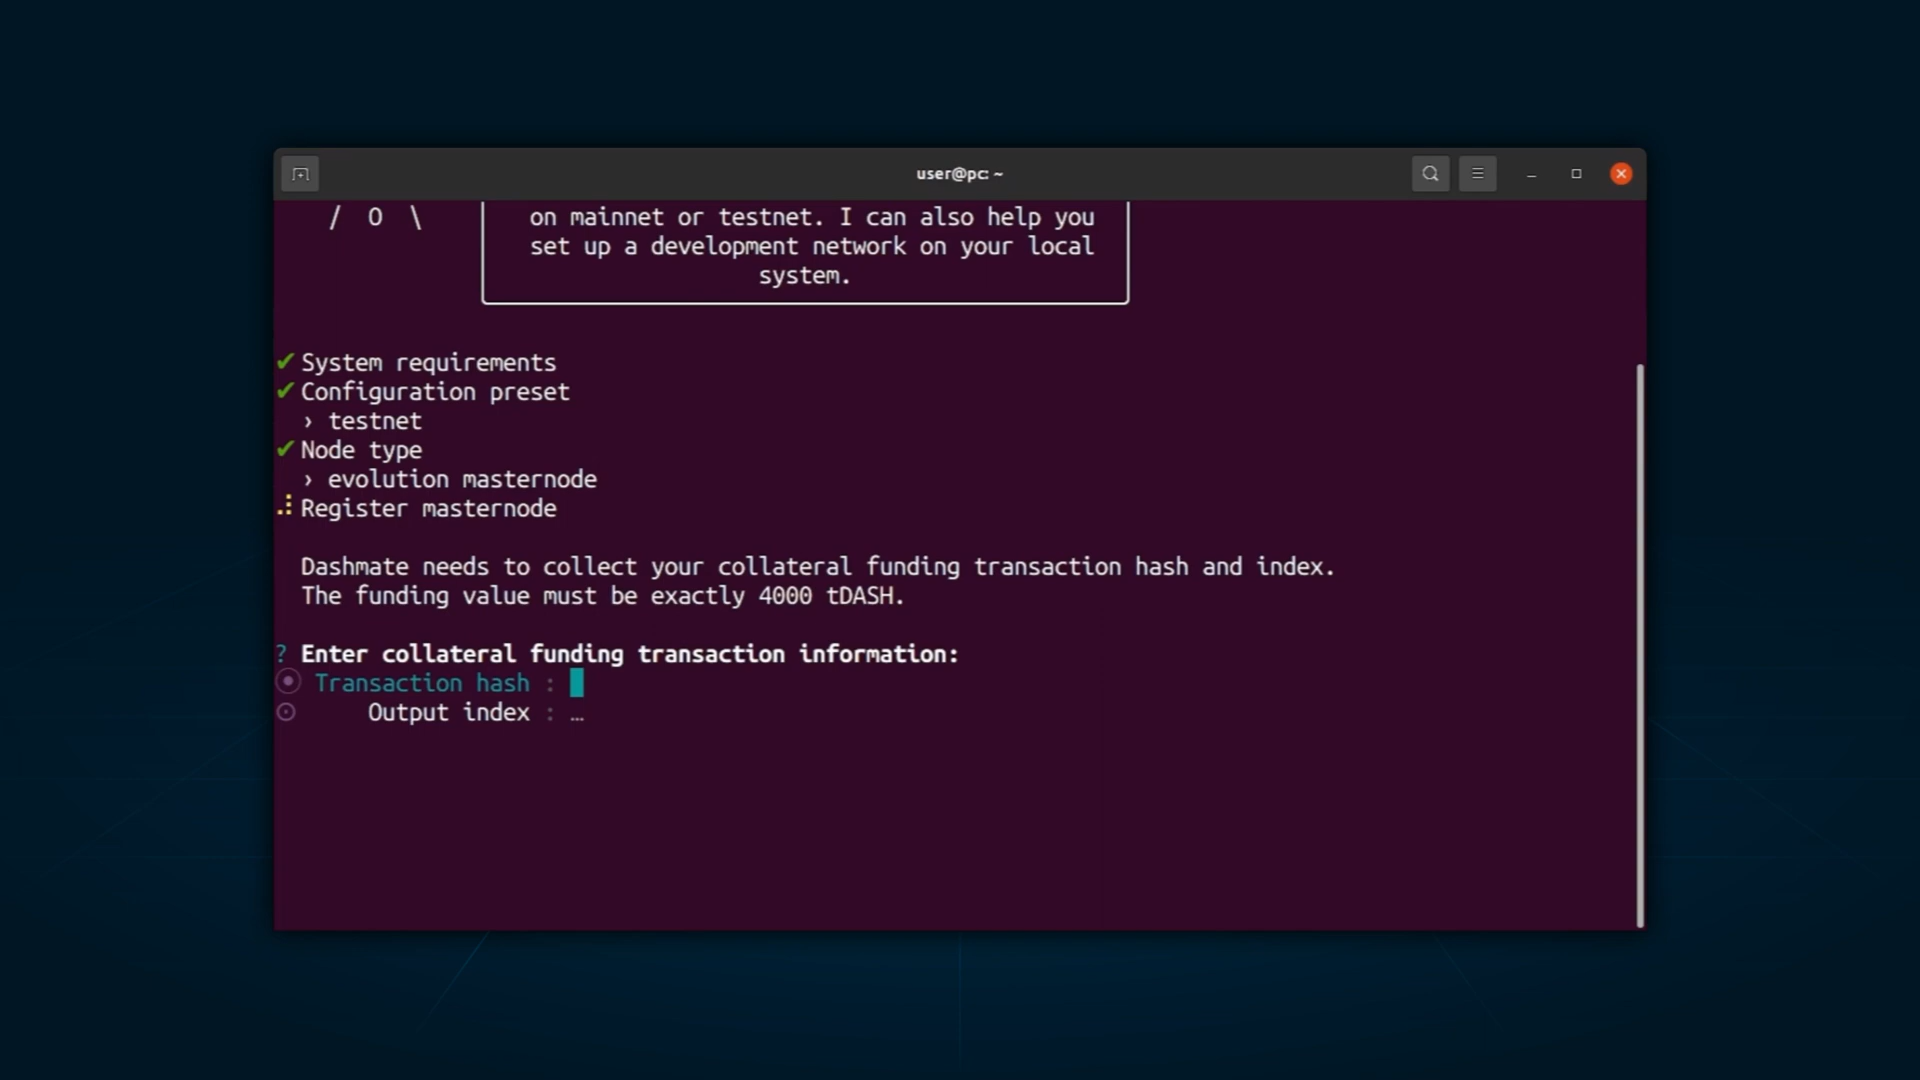 user@pc: ~
/ O \
on mainnet or testnet. I can also help you
set up a development network on your local
system.
✔ System requirements
✔ Configuration preset
› testnet
✔ Node type
› evolution masternode
Register masternode
Dashmate needs to collect your collateral funding transaction hash and index.
The funding value must be exactly 4000 tDASH.
? Enter collateral funding transaction information:
Transaction hash :
Output index : …